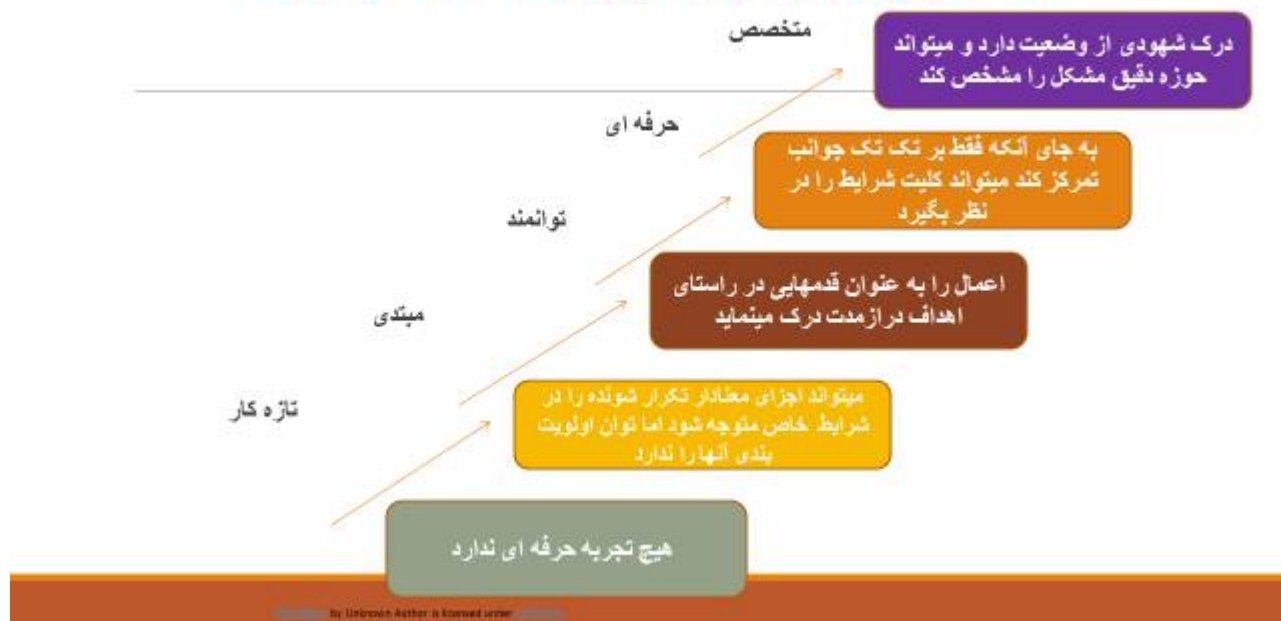 متخصص
درک شهودی از وضعیت دارد و میتواند
حوزه دقیق مشکل را مشخص کند
حرفه ای
به جای آنکه فقط بر تک تک جوانب
تمرکز کند میتواند کلیت شرایط را در
نظر بگیرد
توانمند
اعمال را به عنوان قدمهایی در راستای
اهداف درازمدت درک مینماید
مبتدی
میتواند اجزای معنادار تکرار شونده را در
شرایط خاص متوجه شود اما توان اولویت
بندی آنها را ندارد
تازه کار
هیچ تجربه حرفه ای ندارد
by Unknown Author is licensed under